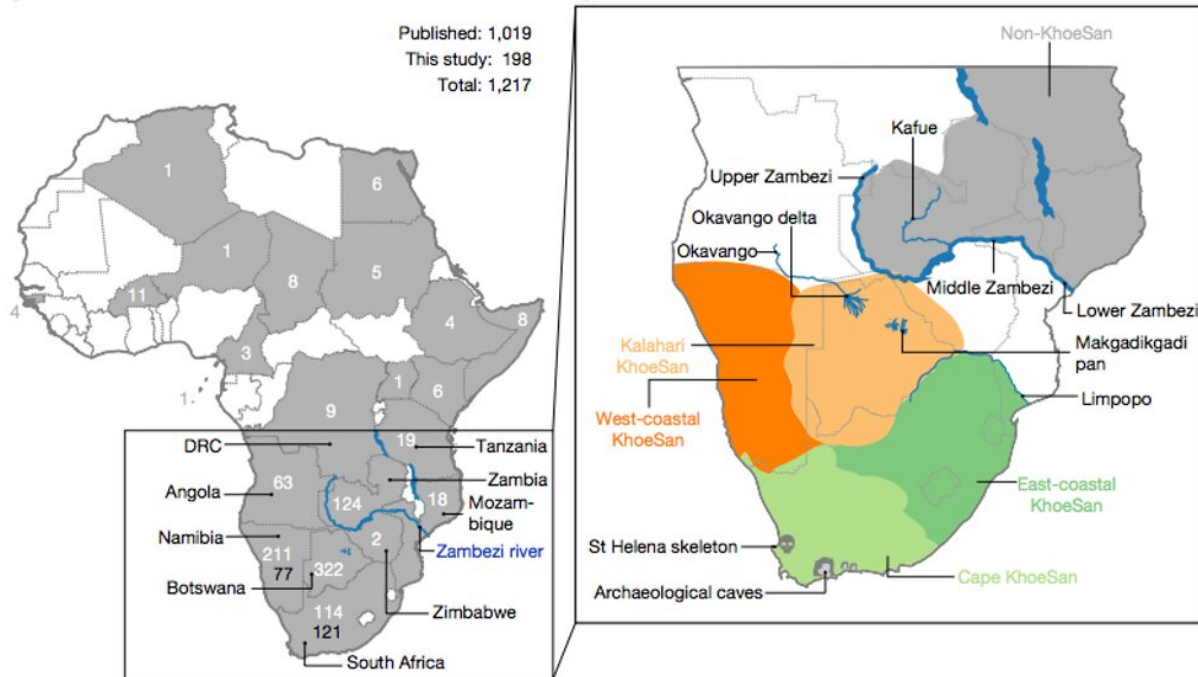 Published: 1,019
This study: 198
Total: 1,217
1
6
1
8
5
11
4
4
8
3
1
6
1
9
DRC
19
Tanzania
63
Zambia
Angola
124
18
Mozam-
bique
Namibia
2
211
Zambezi river
77
322
Botswana
Zimbabwe
114
121
South Africa
Non-KhoeSan
Kafue
Upper Zambezi
Okavango delta
Okavango
Middle Zambezi
Lower Zambezi
Kalahari
KhoeSan
Makgadikgadi
pan
West-coastal
KhoeSan
Limpopo
East-coastal
KhoeSan
St Helena skeleton
Cape KhoeSan
Archaeological caves